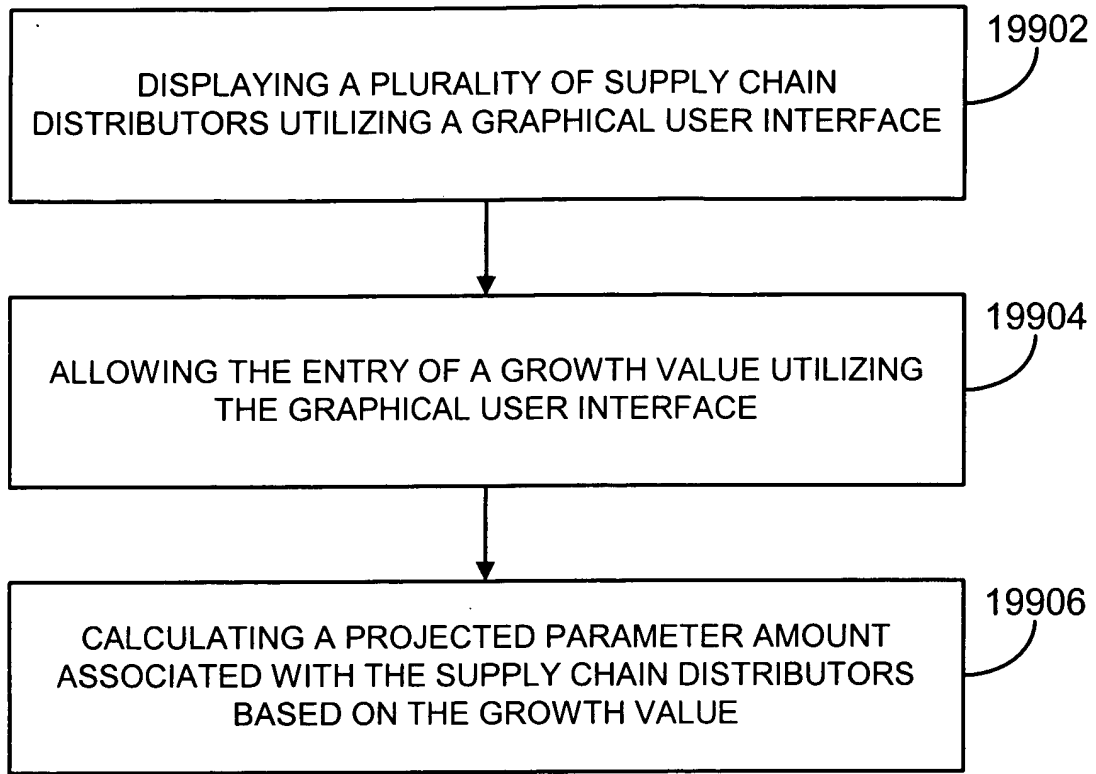 19902
DISPLAYING A PLURALITY OF SUPPLY CHAIN
DISTRIBUTORS UTILIZING A GRAPHICAL USER INTERFACE
19904
ALLOWING THE ENTRY OF A GROWTH VALUE UTILIZING
THE GRAPHICAL USER INTERFACE
19906
CALCULATING A PROJECTED PARAMETER AMOUNT
ASSOCIATED WITH THE SUPPLY CHAIN DISTRIBUTORS
BASED ON THE GROWTH VALUE